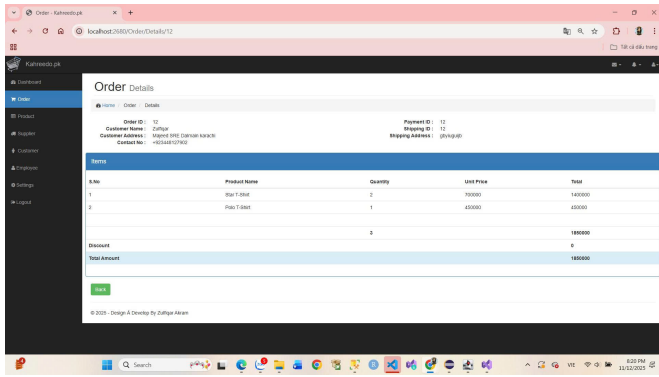 Order - Kahreedo.pk
localhost:2680/Order/Details/12
Tất cả dấu trang
Kahreedo.pk
Dashboard
Order
Product
Supplier
Customer
Employee
Settings
Logout
Order Details
Home / Order / Details
Order ID : 12
Customer Name : Zulfiqar
Customer Address : Majeed SRE Dalmain karachi
Contact No : +923448127902
Payment ID : 12
Shipping ID : 12
Shipping Address :
Items
S.No Product Name Quantity Unit Price Total
1 Star T-Shirt 2 700000 1400000
2 Polo T-Shirt 1 450000 450000
3 1850000
Discount 0
Total Amount 1850000
Back
© 2025 - Design & Develop By Zulfiqar Akram
Search
VIE
8:20 PM
11/12/2025